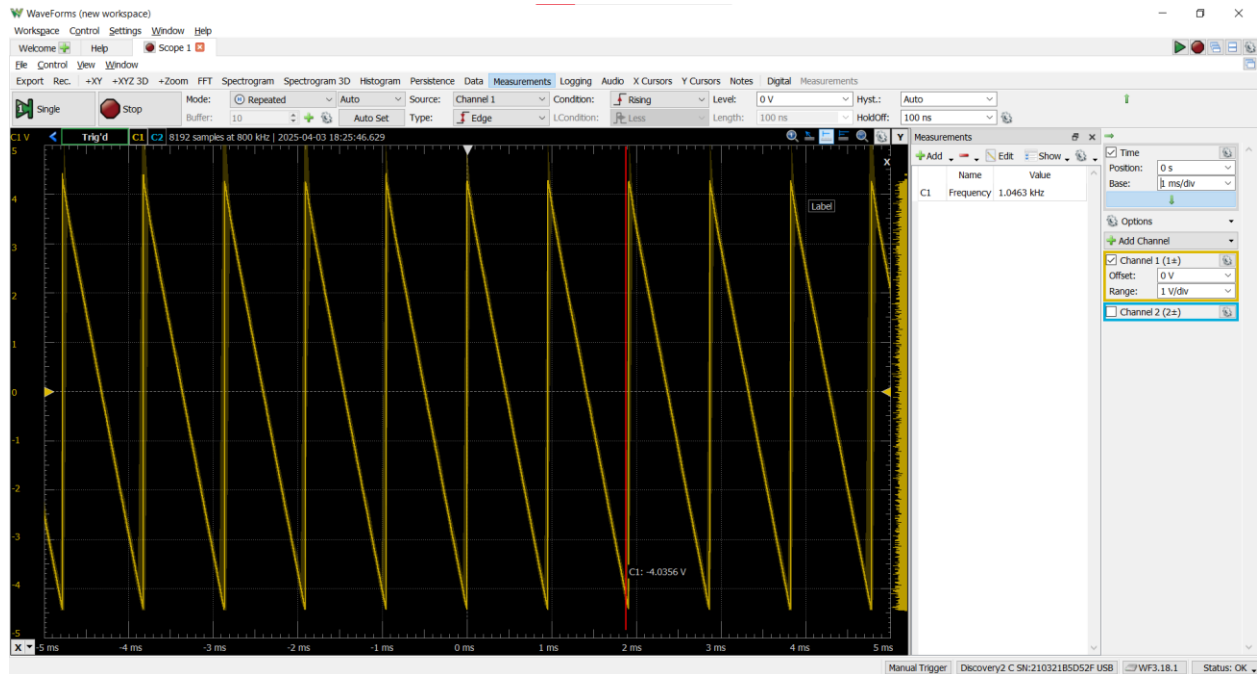 WaveForms (new workspace)
Workspace Control Settings Window Help
Welcome Help Scope 1
File Control View Window
Export Rec. +XY +XYZ 3D +Zoom FFT Spectrogram Spectrogram 3D Histogram Persistence Data Measurements Logging Audio X Cursors Y Cursors Notes Digital Measurements
Single Stop Mode: Repeated Auto Source: Channel 1 Condition: Rising Level: 0 V Hyst.: Auto
Buffer: 10 Auto Set Type: Edge LCondition: Less Length: 100 ns HoldOff: 100 ns
C1 V Trig'd C1 C2 8192 samples at 800 kHz | 2025-04-03 18:25:46.629 Y
X
Label
5
4
3
2
1
0
-1
-2
-3
-4
-5
C1: -4.0356 V
X -5 ms -4 ms -3 ms -2 ms -1 ms 0 ms 1 ms 2 ms 3 ms 4 ms 5 ms
Measurements
Add Edit Show
Name Value
C1 Frequency 1.0463 kHz
Time
Position: 0 s
Base: 1 ms/div
Options
Add Channel
Channel 1 (1±)
Offset: 0 V
Range: 1 V/div
Channel 2 (2±)
Manual Trigger Discovery2 C SN:210321B5D52F USB WF3.18.1 Status: OK